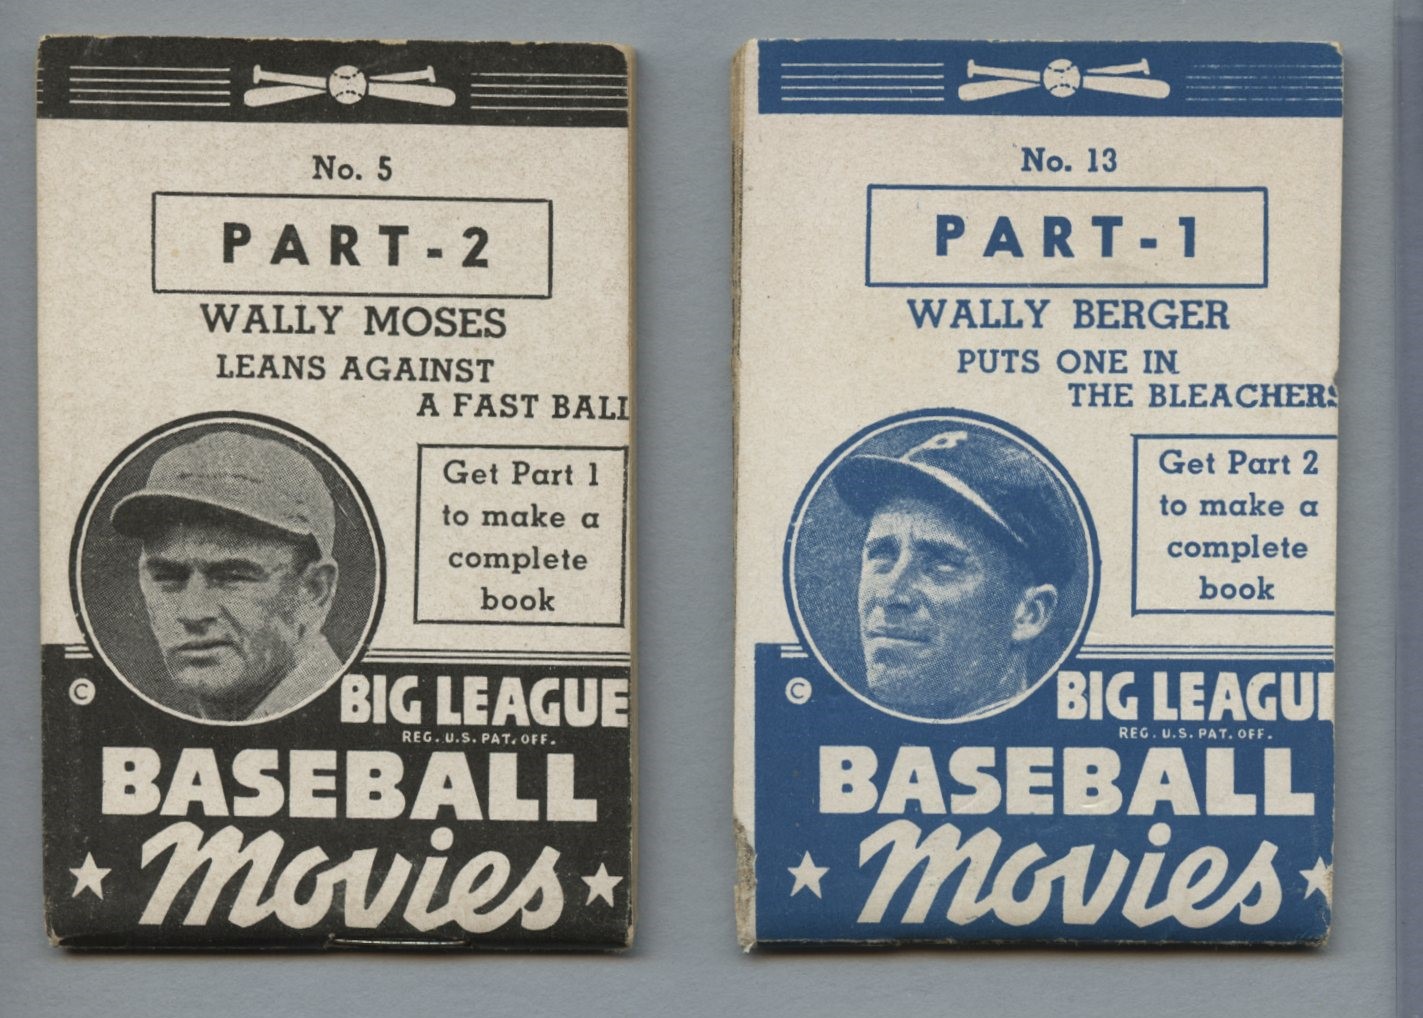 No. 5
PART-2
WALLY MOSES
LEANS AGAINST
A FAST BALL
Get Part 1
to make a
complete
book
©
BIG LEAGUE
REG. U.S. PAT. OFF.
BASEBALL
Movies
No. 13
PART-1
WALLY BERGER
PUTS ONE IN
THE BLEACHERS
Get Part 2
to make a
complete
book
©
BIG LEAGUE
REG. U.S. PAT. OFF.
BASEBALL
Movies